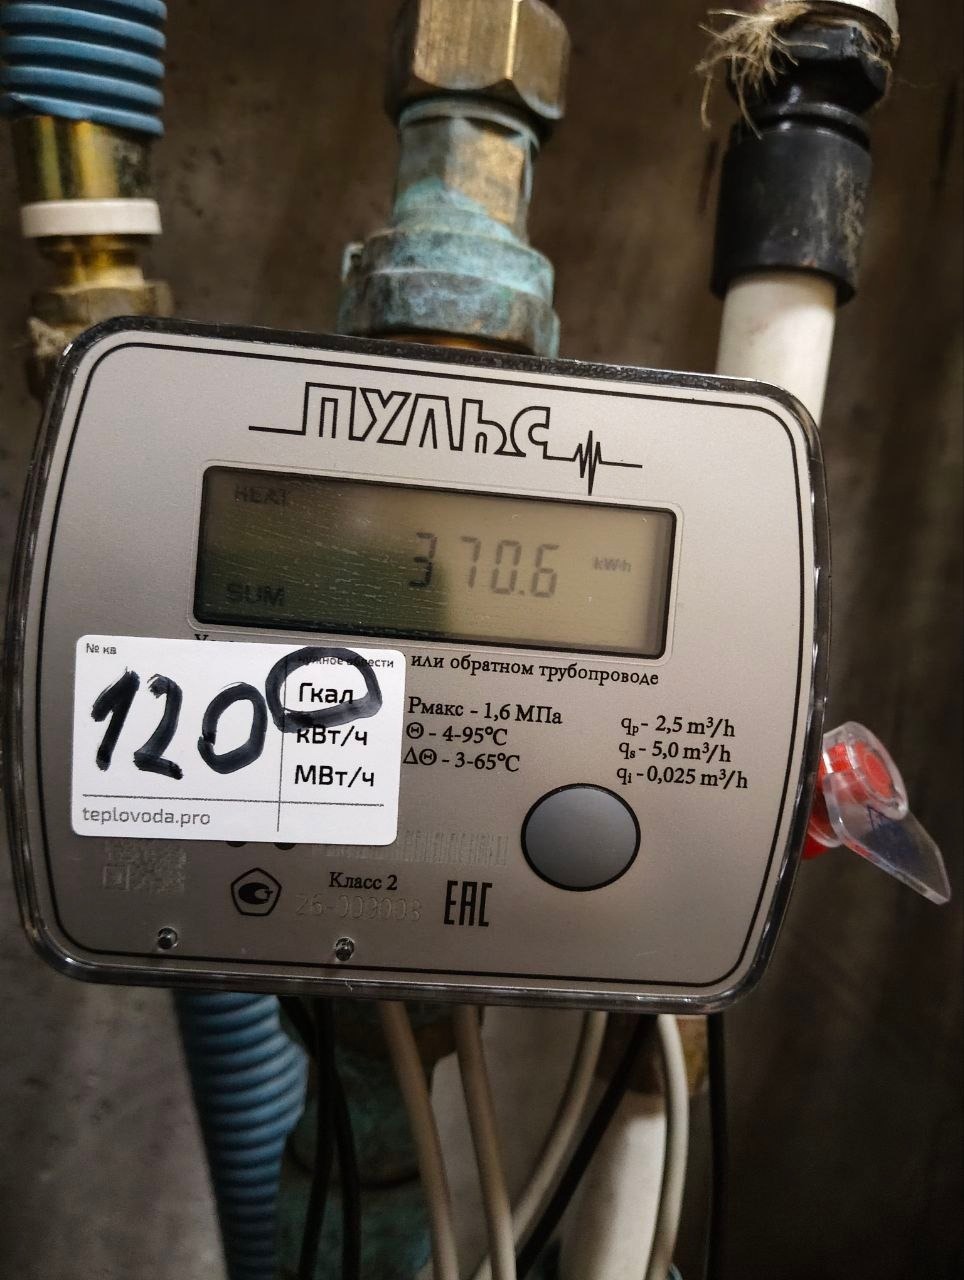 ПУЛЬС
HEAT
370.6 kWh
SUM
или обратном трубопроводе
№ кв
120
Гкал
кВт/ч
МВт/ч
teplovoda.pro
Pмакс - 1,6 МПа
Θ - 4-95°C
ΔΘ - 3-65°C
qp - 2,5 m³/h
qs - 5,0 m³/h
qi - 0,025 m³/h
Класс 2
EAC